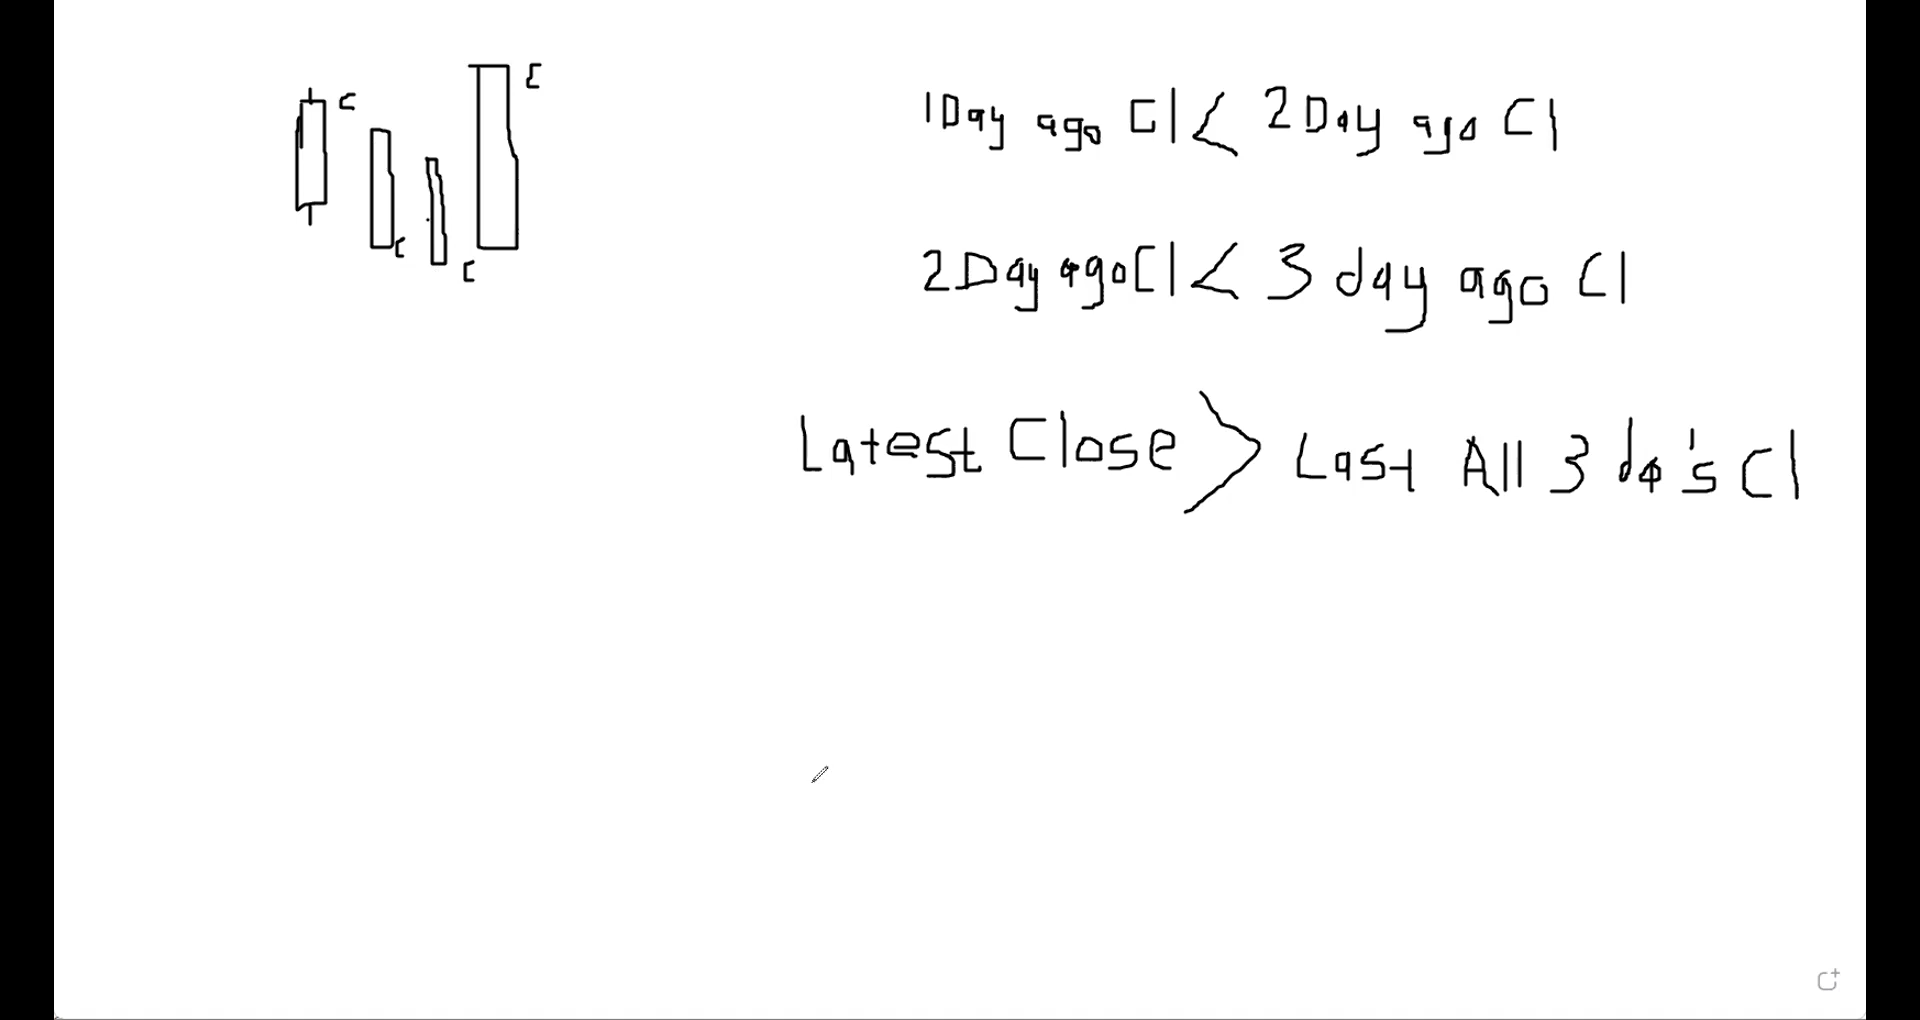 C
C
C
C
1Day ago Cl < 2Day ago Cl
2Day ago Cl < 3 day ago Cl
Latest Close > Last All 3 da's Cl